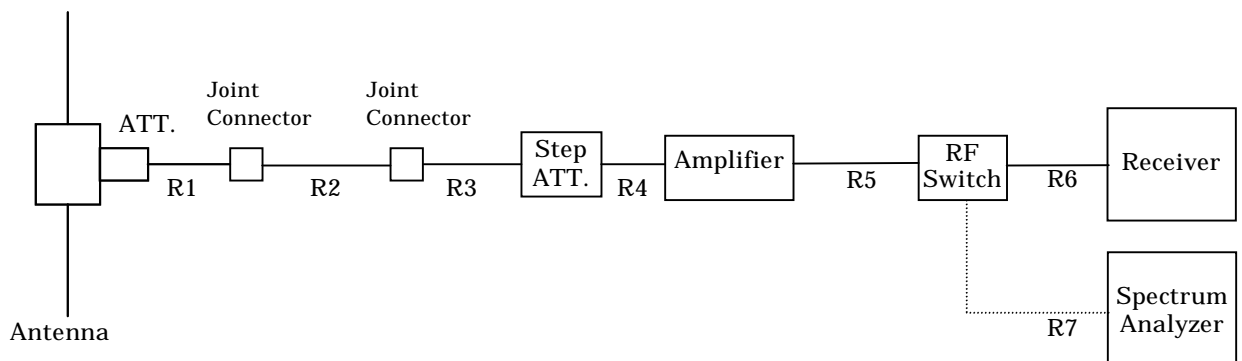 Joint
Connector
Joint
Connector
ATT.
Step
ATT.
Amplifier
RF
Switch
Receiver
R1
R2
R3
R4
R5
R6
Spectrum
Analyzer
R7
Antenna